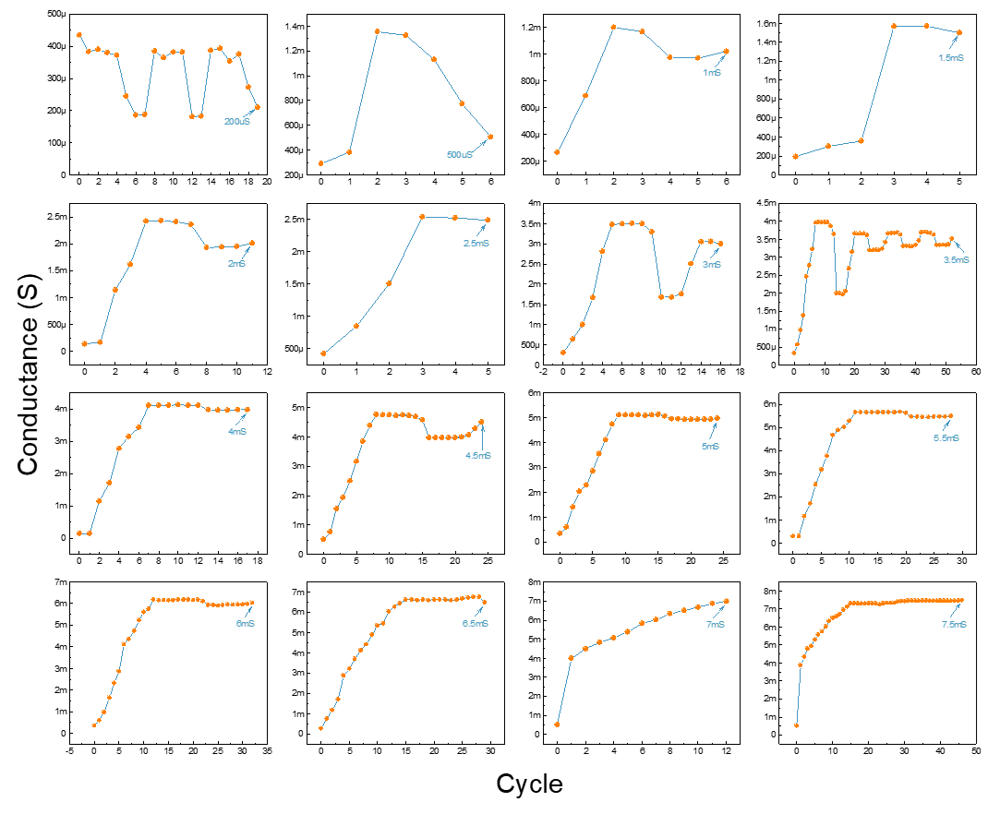 Conductance (S)
500µ
400µ
300µ
200µ
100µ
0
200uS
0 2 4 6 8 10 12 14 16 18 20
1.4m
1.2m
1m
800µ
600µ
400µ
200µ
500uS
0 1 2 3 4 5 6
1.2m
1m
800µ
600µ
400µ
200µ
1mS
0 1 2 3 4 5 6
1.6m
1.4m
1.2m
1m
800µ
600µ
400µ
200µ
0
1.5mS
0 1 2 3 4 5
2.5m
2m
1.5m
1m
500µ
0
2mS
0 2 4 6 8 10 12
2.5m
2m
1.5m
1m
500µ
2.5mS
0 1 2 3 4 5
4m
3.5m
3m
2.5m
2m
1.5m
1m
500µ
0
3mS
-2 0 2 4 6 8 10 12 14 16 18
4.5m
4m
3.5m
3m
2.5m
2m
1.5m
1m
500µ
0
3.5mS
0 10 20 30 40 50 60
4m
3m
2m
1m
0
4mS
0 2 4 6 8 10 12 14 16 18
5m
4m
3m
2m
1m
0
4.5mS
0 5 10 15 20 25
6m
5m
4m
3m
2m
1m
0
5mS
0 5 10 15 20 25
6m
5m
4m
3m
2m
1m
0
5.5mS
0 5 10 15 20 25 30
7m
6m
5m
4m
3m
2m
1m
0
6mS
-5 0 5 10 15 20 25 30 35
7m
6m
5m
4m
3m
2m
1m
0
6.5mS
0 5 10 15 20 25 30
8m
7m
6m
5m
4m
3m
2m
1m
0
7mS
0 2 4 6 8 10 12
8m
7m
6m
5m
4m
3m
2m
1m
0
7.5mS
0 10 20 30 40 50
Cycle